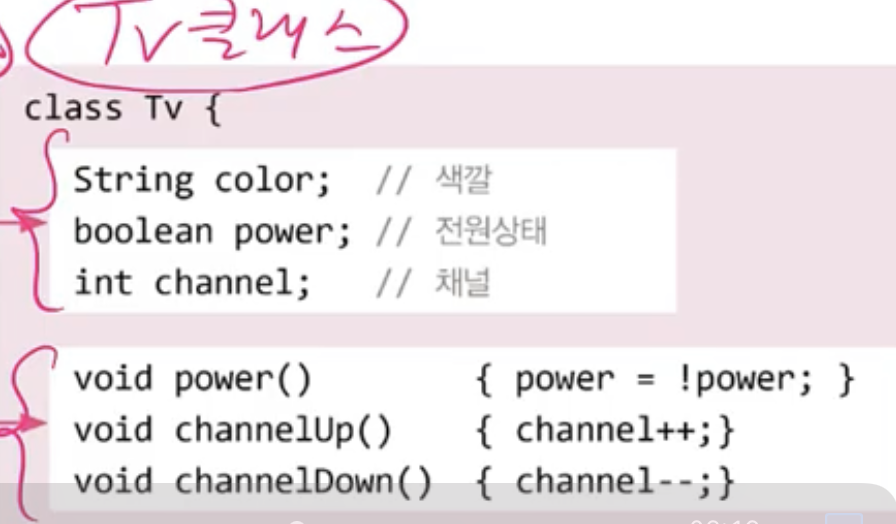 Tv클래스
class Tv {
String color; // 색깔
boolean power; // 전원상태
int channel; // 채널
void power() { power = !power; }
void channelUp() { channel++;}
void channelDown() { channel--;}